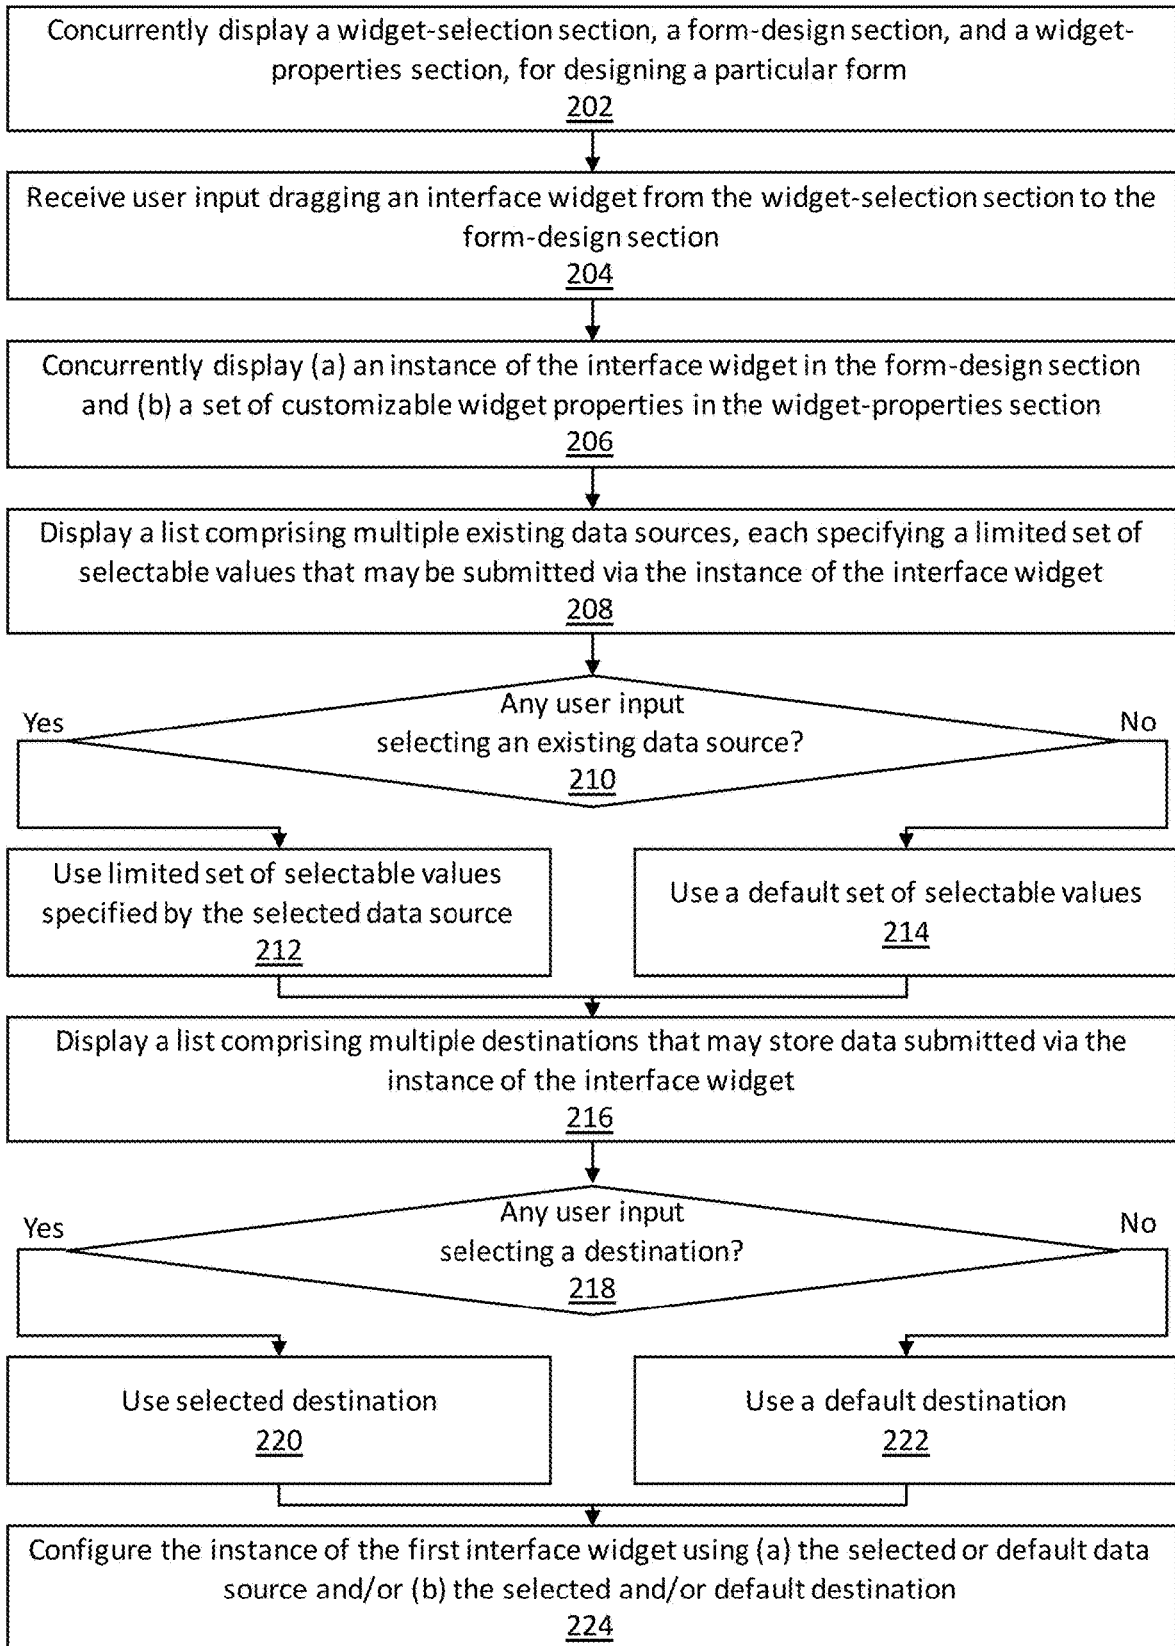 Concurrently display a widget-selection section, a form-design section, and a widget-
properties section, for designing a particular form
202
Receive user input dragging an interface widget from the widget-selection section to the
form-design section
204
Concurrently display (a) an instance of the interface widget in the form-design section
and (b) a set of customizable widget properties in the widget-properties section
206
Display a list comprising multiple existing data sources, each specifying a limited set of
selectable values that may be submitted via the instance of the interface widget
208
Any user input
selecting an existing data source?
210
Yes
No
Use limited set of selectable values
specified by the selected data source
212
Use a default set of selectable values
214
Display a list comprising multiple destinations that may store data submitted via the
instance of the interface widget
216
Any user input
selecting a destination?
218
Yes
No
Use selected destination
220
Use a default destination
222
Configure the instance of the first interface widget using (a) the selected or default data
source and/or (b) the selected and/or default destination
224